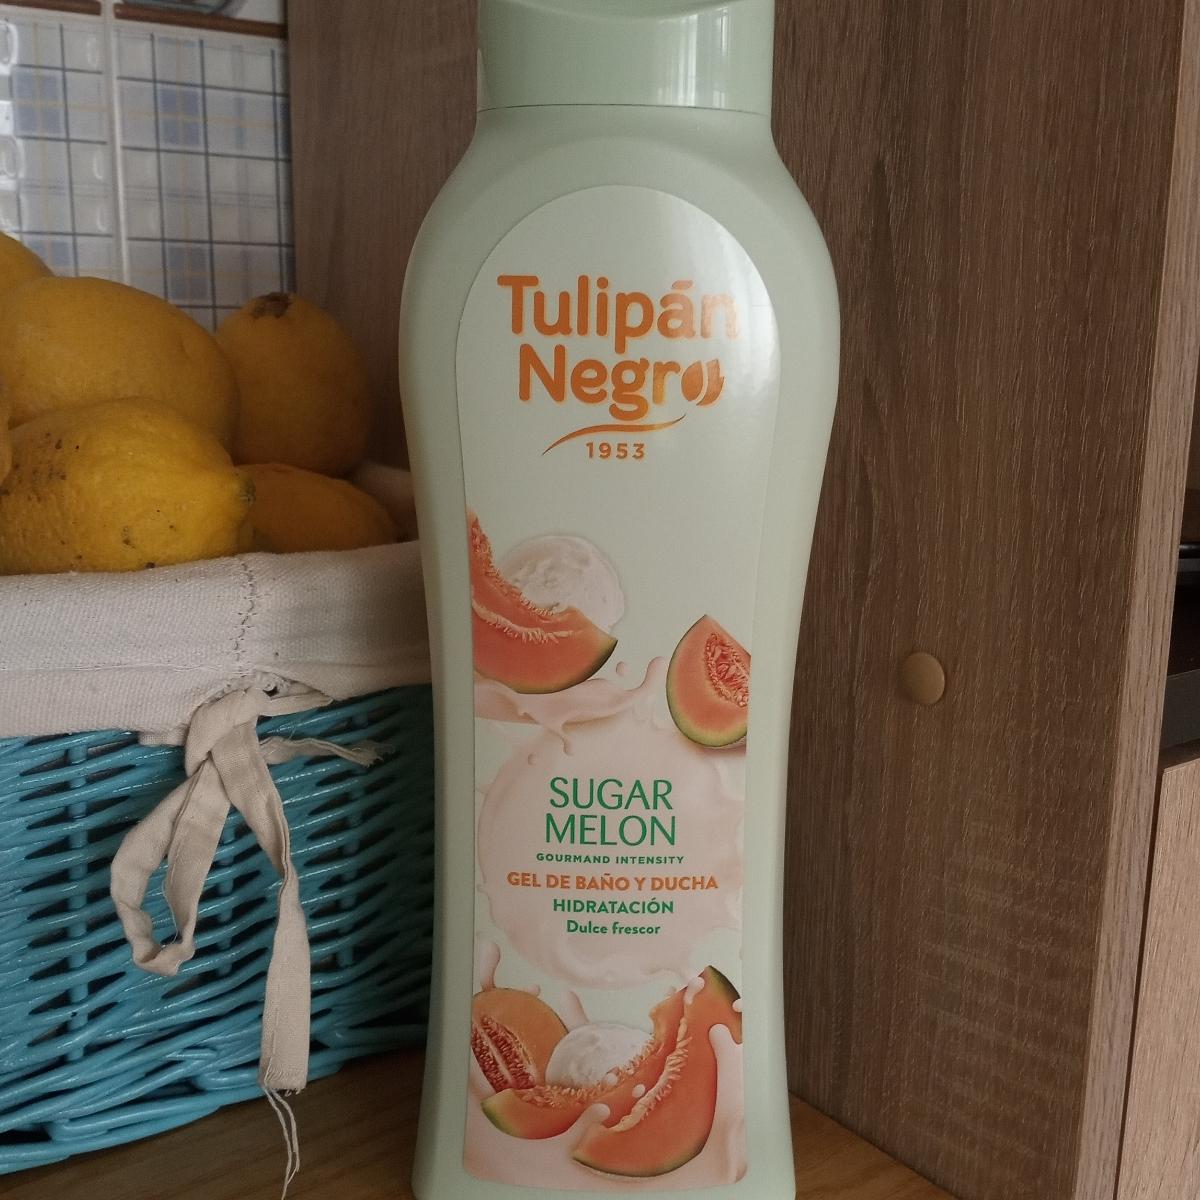 Tulipán
Negro
1953
SUGAR
MELON
GOURMAND INTENSITY
GEL DE BAÑO Y DUCHA
HIDRATACIÓN
Dulce frescor